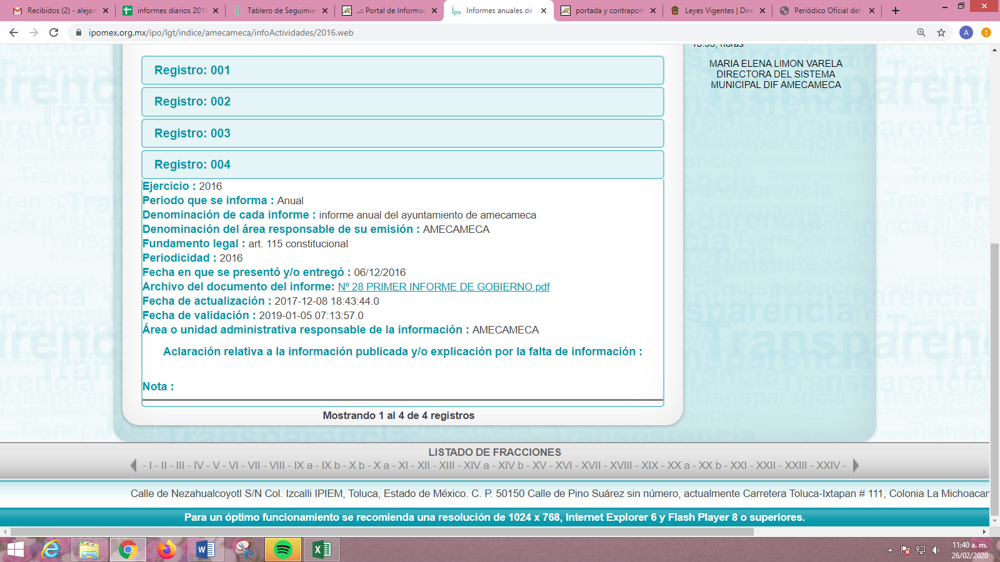 Recibidos (2) - alejan
informes diarios 2018
Tablero de Seguimie
..:: Portal de Informac
Informes anuales de
portada y contraport
Leyes Vigentes | Dire
Periódico Oficial del
ipomex.org.mx/ipo/lgt/indice/amecameca/infoActividades/2016.web
A
horas
MARIA ELENA LIMON VARELA
DIRECTORA DEL SISTEMA
MUNICIPAL DIF AMECAMECA
Registro: 001
Registro: 002
Registro: 003
Registro: 004
Ejercicio : 2016
Periodo que se informa : Anual
Denominación de cada informe : informe anual del ayuntamiento de amecameca
Denominación del área responsable de su emisión : AMECAMECA
Fundamento legal : art. 115 constitucional
Periodicidad : 2016
Fecha en que se presentó y/o entregó : 06/12/2016
Archivo del documento del informe: Nº 28 PRIMER INFORME DE GOBIERNO.pdf
Fecha de actualización : 2017-12-08 18:43:44.0
Fecha de validación : 2019-01-05 07:13:57.0
Área o unidad administrativa responsable de la información : AMECAMECA
Aclaración relativa a la información publicada y/o explicación por la falta de información :
Nota :
Mostrando 1 al 4 de 4 registros
LISTADO DE FRACCIONES
- I - II - III - IV - V - VI - VII - VIII - IX a - IX b - X b - X a - XI - XII - XIII - XIV a - XIV b - XV - XVI - XVII - XVIII - XIX - XX a - XX b - XXI - XXII - XXIII - XXIV -
Calle de Nezahualcoyotl S/N Col. Izcalli IPIEM, Toluca, Estado de México. C. P. 50150 Calle de Pino Suárez sin número, actualmente Carretera Toluca-Ixtapan # 111, Colonia La Michoacan
Para un óptimo funcionamiento se recomienda una resolución de 1024 x 768, Internet Explorer 6 y Flash Player 8 o superiores.
11:40 a. m.
26/02/2020